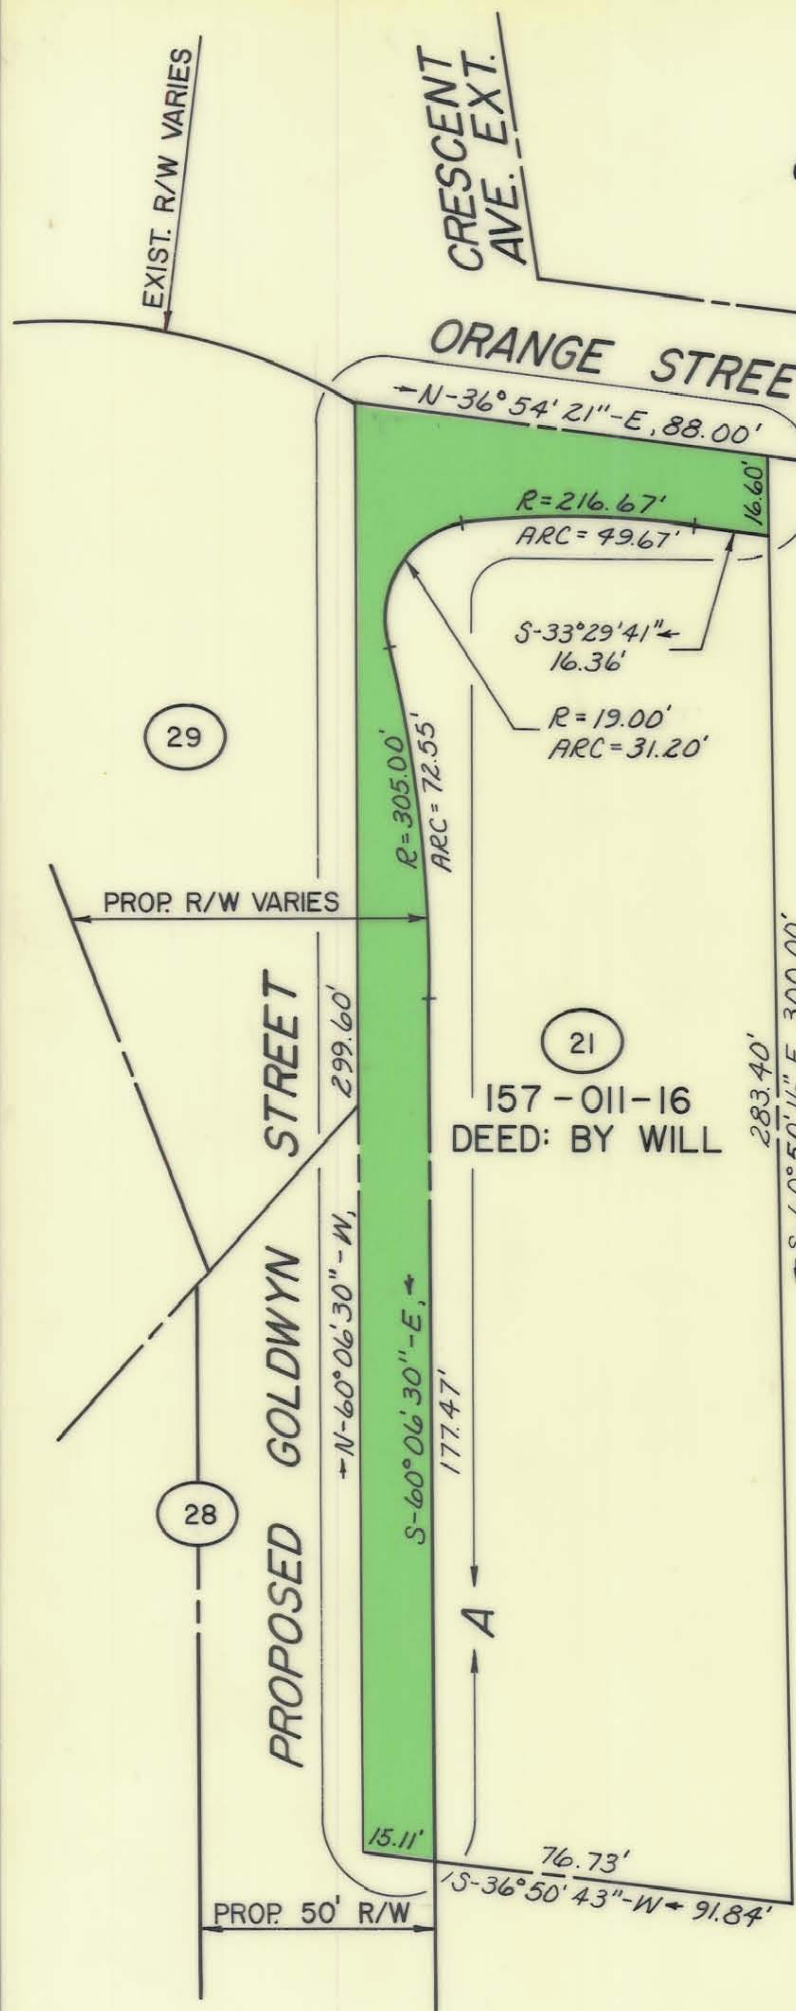 EXIST. R/W VARIES
CRESCENT
AVE. EXT.
ORANGE STREE
N-36°54'21"-E, 88.00'
16.60'
R=216.67'
ARC=49.67'
S-33°29'41"
16.36'
R=19.00'
ARC=31.20'
29
R=305.00'
ARC=72.55'
PROP. R/W VARIES
299.60'
21
157-011-16
DEED: BY WILL
283.40'
300.00'
PROPOSED GOLDWYN STREET
N-60°06'30"-W,
S-60°06'30"-E,
177.47'
28
A
15.11'
76.73'
S-36°50'43"-W 91.84'
PROP. 50' R/W